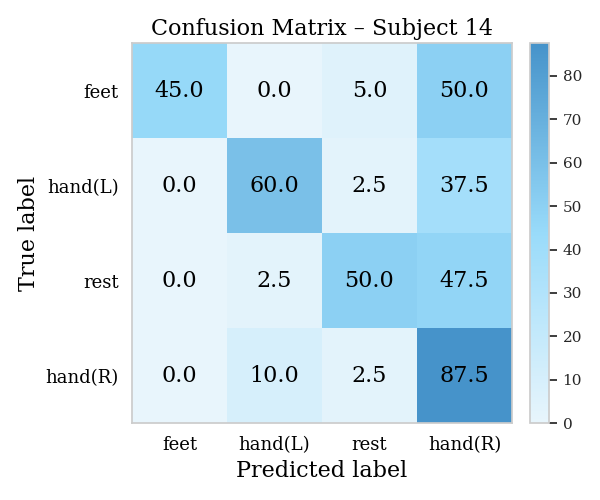 Confusion Matrix – Subject 14
feet 45.0 0.0 5.0 50.0
hand(L) 0.0 60.0 2.5 37.5
rest 0.0 2.5 50.0 47.5
hand(R) 0.0 10.0 2.5 87.5
feet hand(L) rest hand(R)
Predicted label
True label
80
70
60
50
40
30
20
10
0